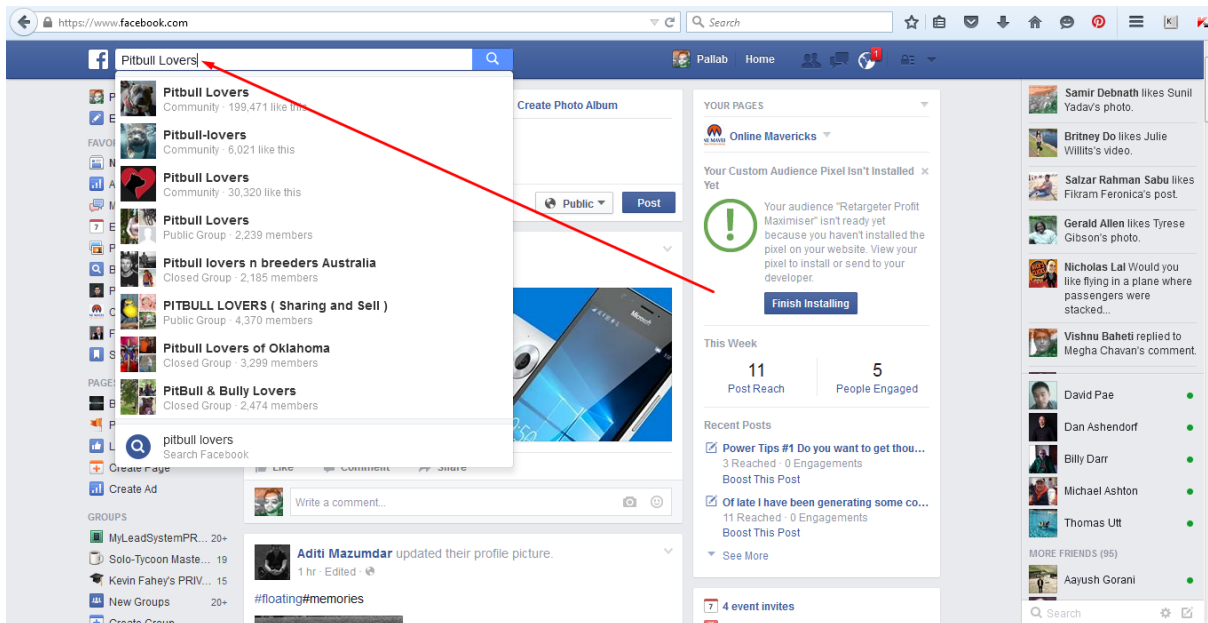 https://www.facebook.com
Search
Pitbull Lovers
Pallab
Home
1
Pitbull Lovers
Community · 199,471 like this
Pitbull-lovers
Community · 6,021 like this
Pitbull Lovers
Community · 30,320 like this
Pitbull Lovers
Public Group · 2,239 members
Pitbull lovers n breeders Australia
Closed Group · 2,185 members
PITBULL LOVERS ( Sharing and Sell )
Public Group · 4,370 members
Pitbull Lovers of Oklahoma
Closed Group · 3,299 members
PitBull & Bully Lovers
Closed Group · 2,474 members
pitbull lovers
Search Facebook
FAVO
PAGE
Create Page
Create Ad
GROUPS
MyLeadSystemPR... 20+
Solo-Tycoon Maste... 19
Kevin Fahey's PRIV... 15
New Groups 20+
Create Group
Create Photo Album
Public
Post
Microsoft
Like Comment Share
Write a comment...
Aditi Mazumdar updated their profile picture.
1 hr · Edited ·
#floating#memories
YOUR PAGES
Online Mavericks
Your Custom Audience Pixel Isn't Installed
Yet
Your audience "Retargeter Profit
Maximiser" isn't ready yet
because you haven't installed the
pixel on your website. View your
pixel to install or send to your
developer.
Finish Installing
This Week
11
Post Reach
5
People Engaged
Recent Posts
Power Tips #1 Do you want to get thou...
3 Reached · 0 Engagements
Boost This Post
Of late I have been generating some co...
11 Reached · 0 Engagements
Boost This Post
See More
7
4 event invites
Samir Debnath likes Sunil
Yadav's photo.
Britney Do likes Julie
Willits's video.
Salzar Rahman Sabu likes
Fikram Feronica's post.
Gerald Allen likes Tyrese
Gibson's photo.
Nicholas Lal Would you
like flying in a plane where
passengers were
stacked...
Vishnu Baheti replied to
Megha Chavan's comment.
David Pae
Dan Ashendorf
Billy Darr
Michael Ashton
Thomas Utt
MORE FRIENDS (95)
Aayush Gorani
Search